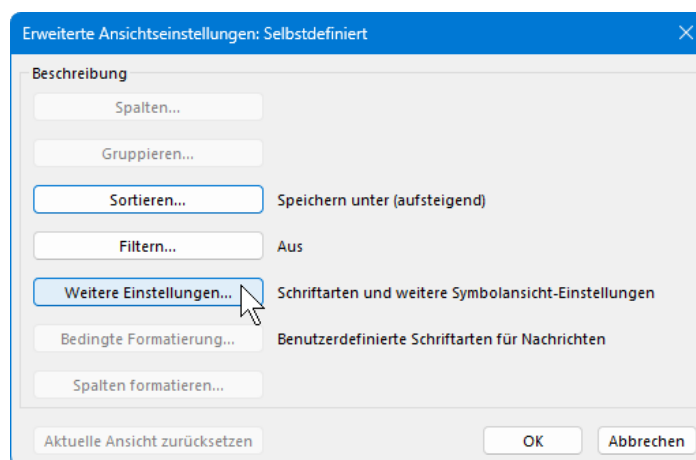 Erweiterte Ansichtseinstellungen: Selbstdefiniert
Beschreibung
Spalten...
Gruppieren...
Sortieren... Speichern unter (aufsteigend)
Filtern... Aus
Weitere Einstellungen... Schriftarten und weitere Symbolansicht-Einstellungen
Bedingte Formatierung... Benutzerdefinierte Schriftarten für Nachrichten
Spalten formatieren...
Aktuelle Ansicht zurücksetzen OK Abbrechen